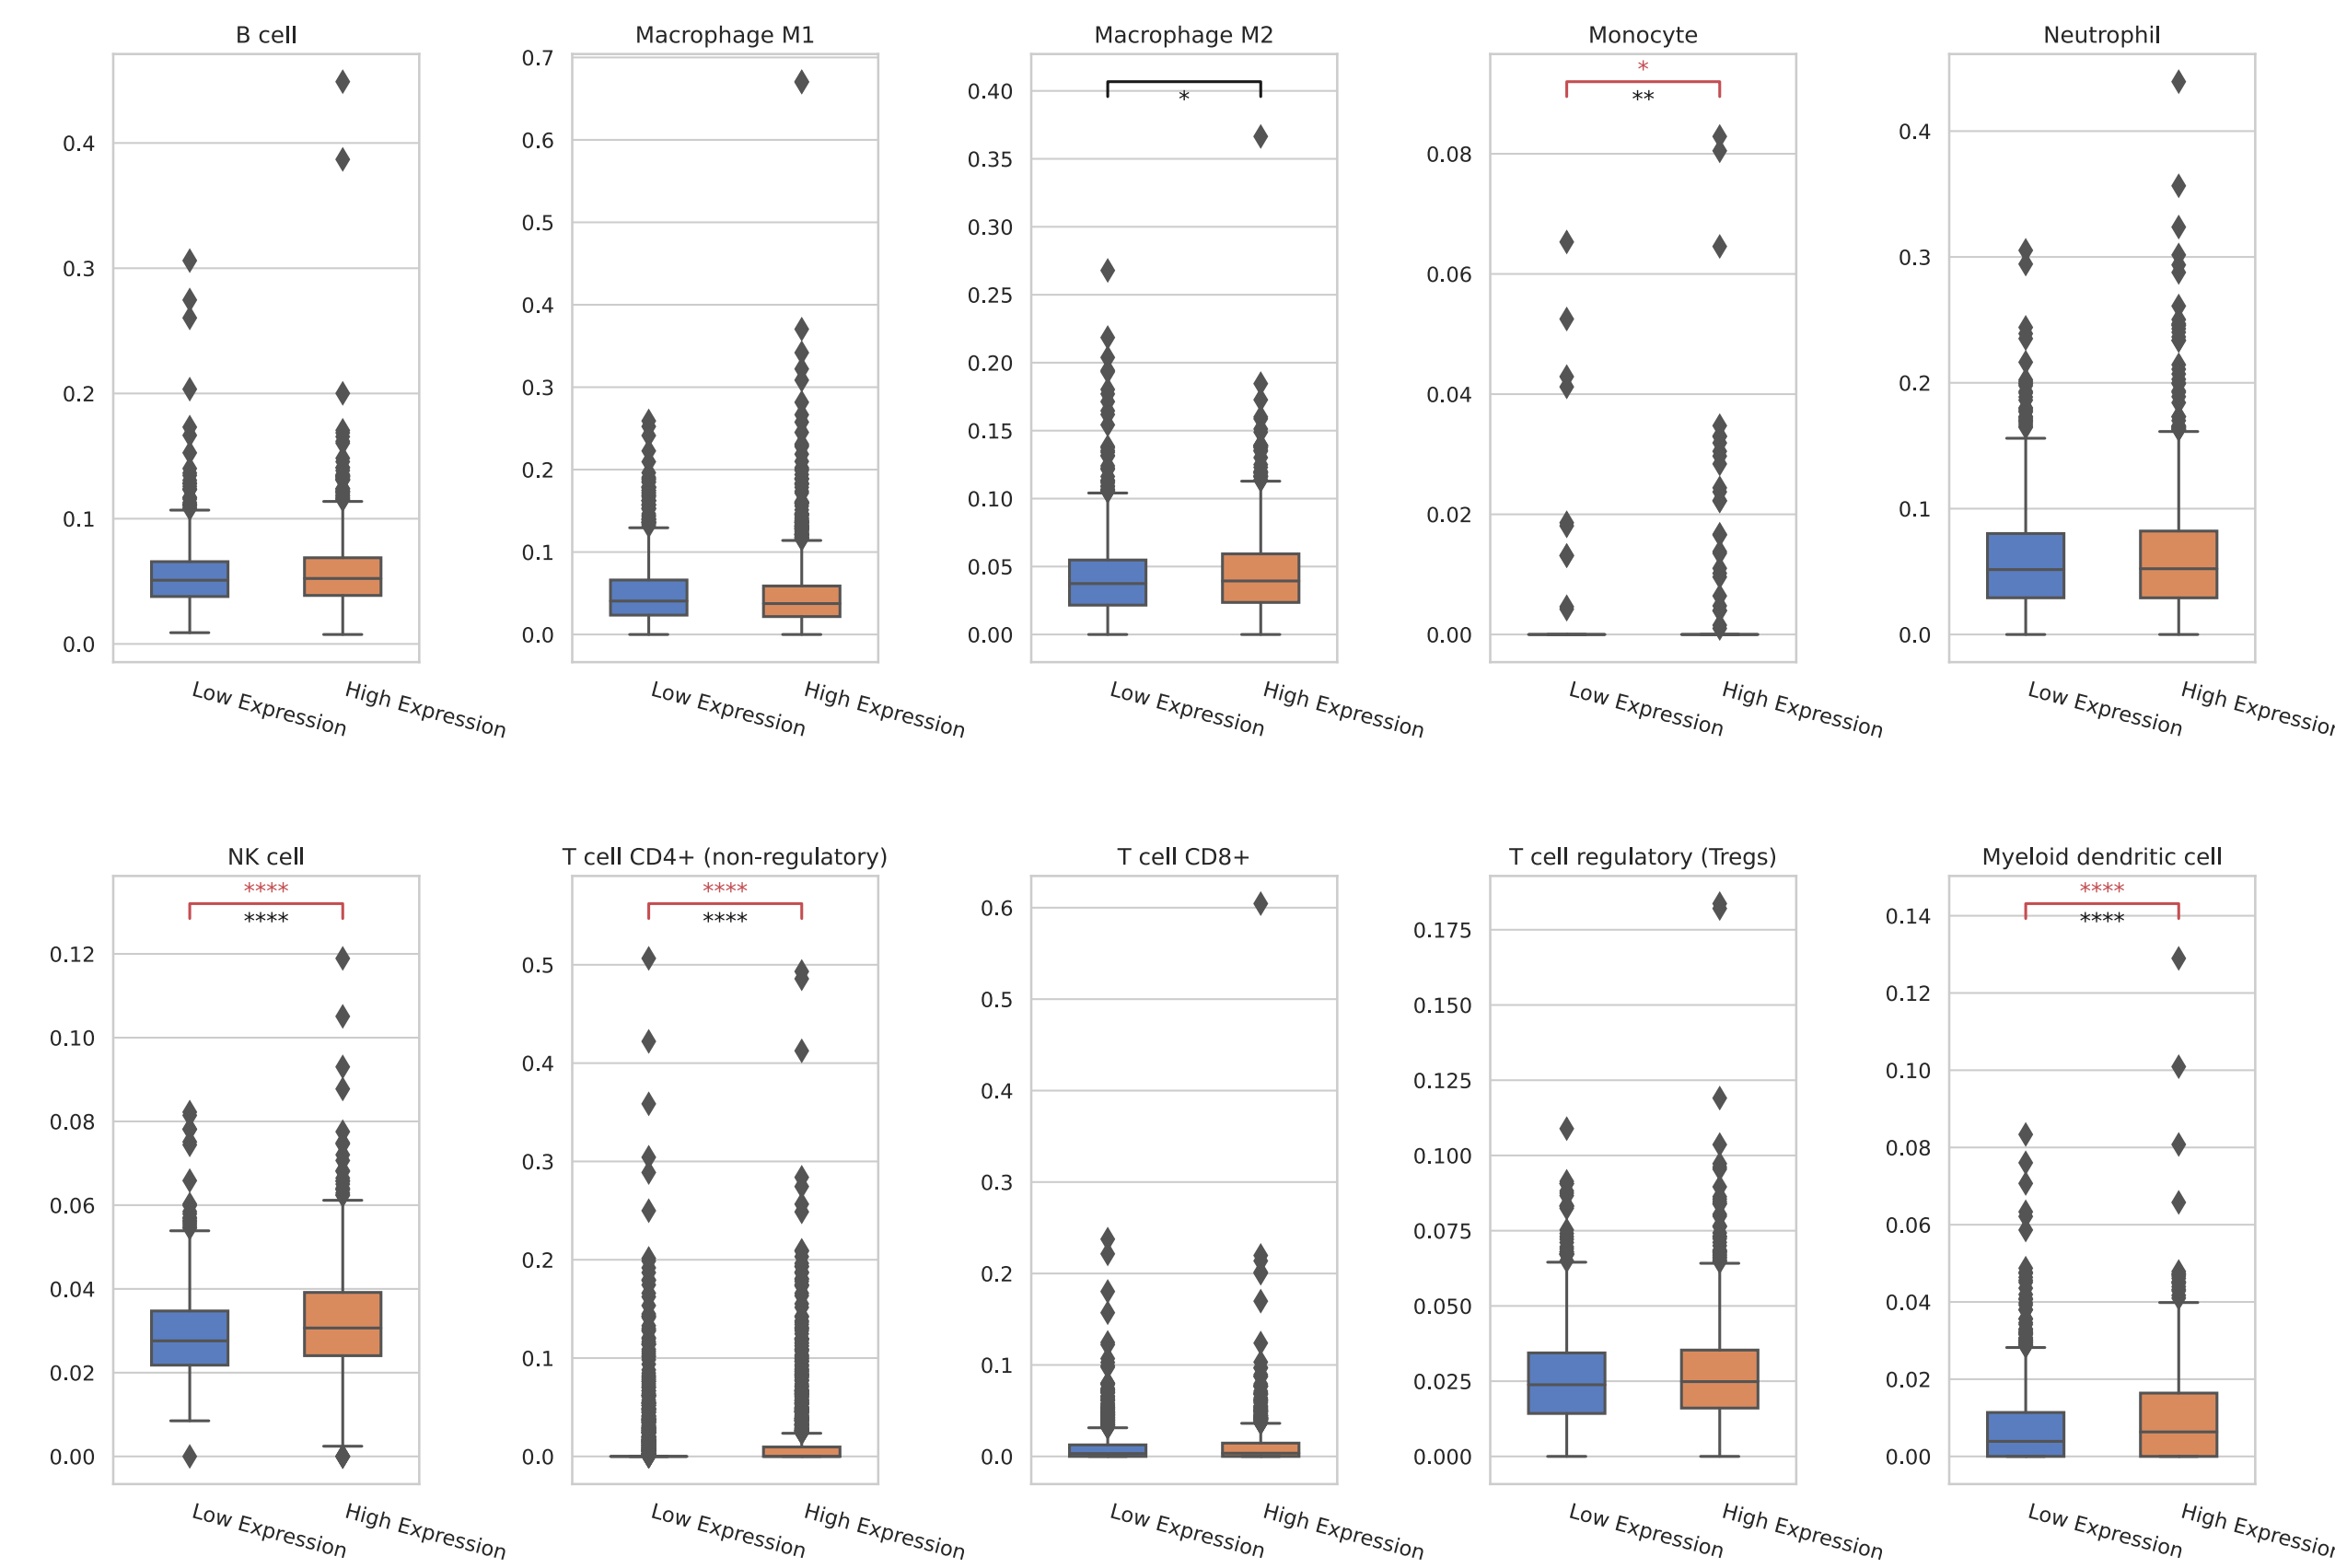 B cell
0.4
0.3
0.2
0.1
0.0
Low Expression
High Expression
Macrophage M1
0.7
0.6
0.5
0.4
0.3
0.2
0.1
0.0
Low Expression
High Expression
Macrophage M2
*
0.40
0.35
0.30
0.25
0.20
0.15
0.10
0.05
0.00
Low Expression
High Expression
Monocyte
*
**
0.08
0.06
0.04
0.02
0.00
Low Expression
High Expression
Neutrophil
0.4
0.3
0.2
0.1
0.0
Low Expression
High Expression
NK cell
****
****
0.12
0.10
0.08
0.06
0.04
0.02
0.00
Low Expression
High Expression
T cell CD4+ (non-regulatory)
****
****
0.5
0.4
0.3
0.2
0.1
0.0
Low Expression
High Expression
T cell CD8+
0.6
0.5
0.4
0.3
0.2
0.1
0.0
Low Expression
High Expression
T cell regulatory (Tregs)
0.175
0.150
0.125
0.100
0.075
0.050
0.025
0.000
Low Expression
High Expression
Myeloid dendritic cell
****
****
0.14
0.12
0.10
0.08
0.06
0.04
0.02
0.00
Low Expression
High Expression